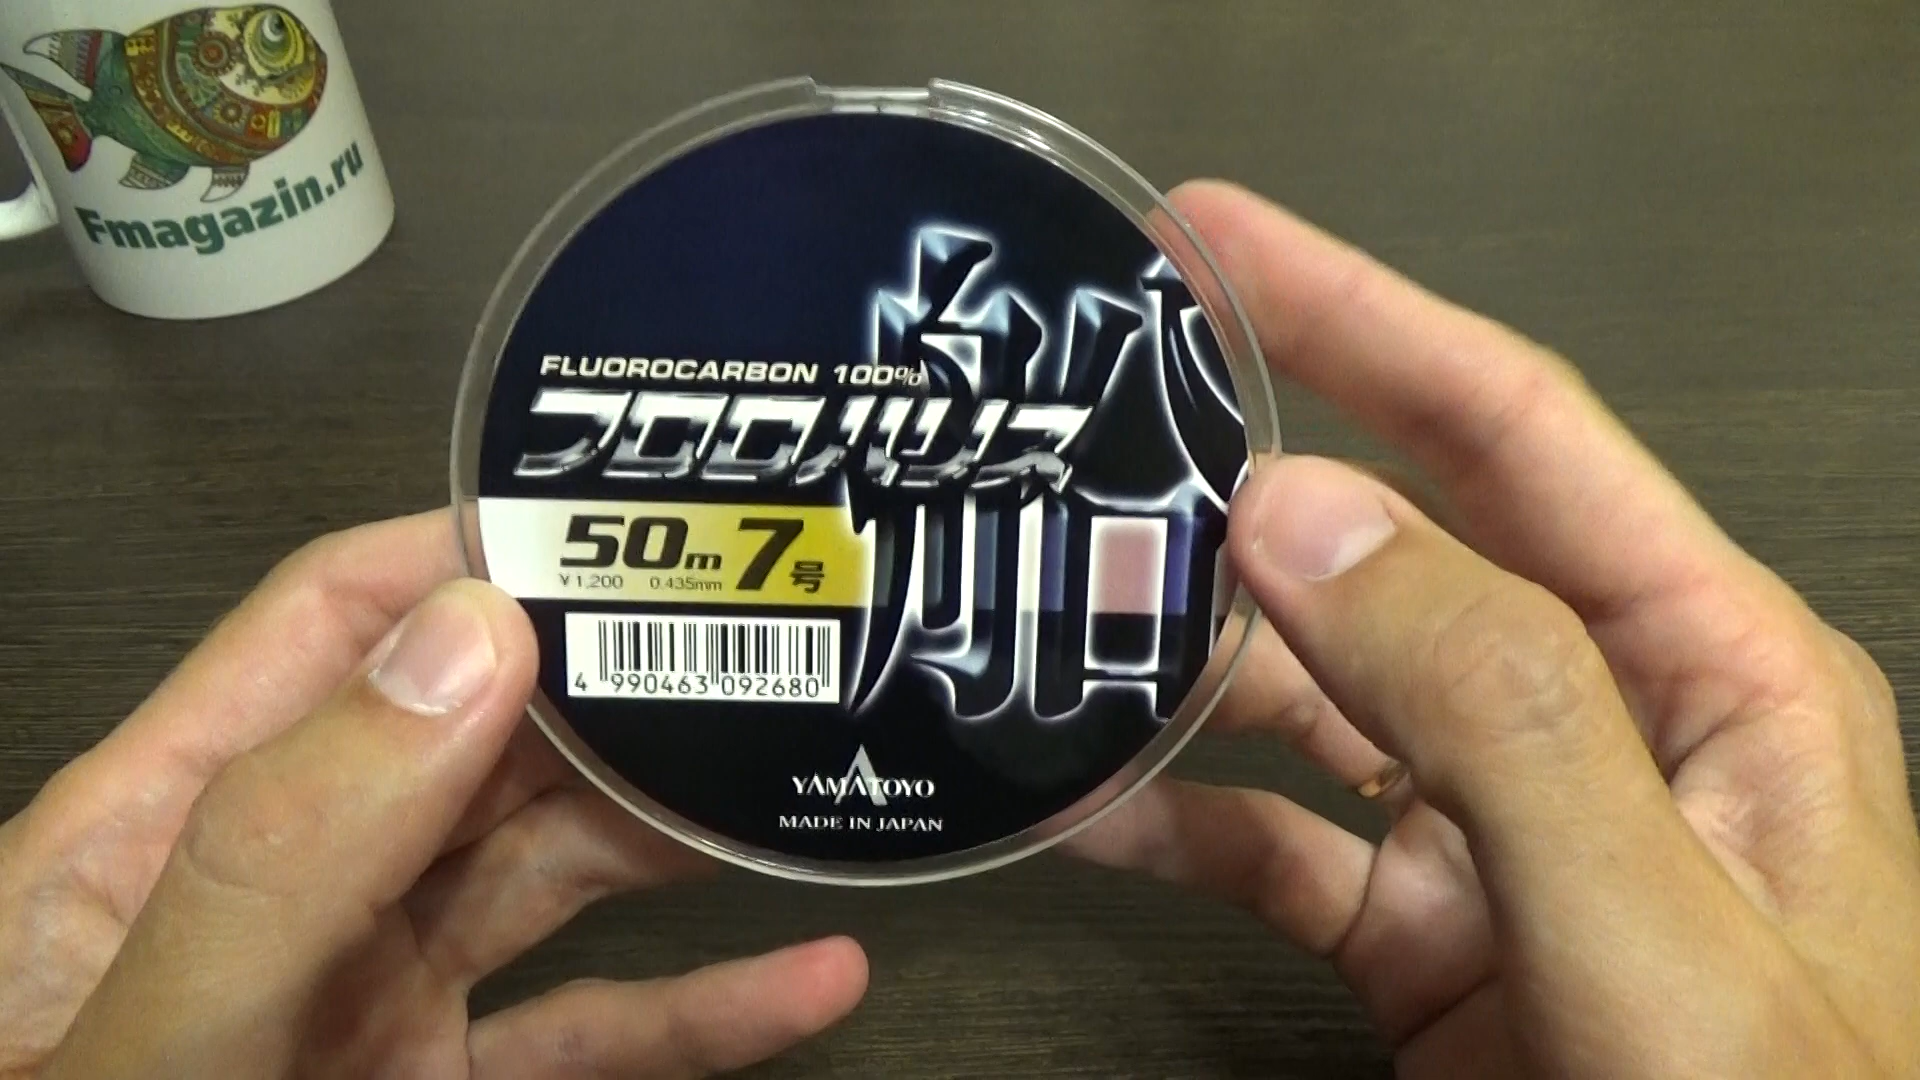 Fmagazin.ru
FLUOROCARBON 100%
フロロハリス
船
50m 7号
¥1,200 0.435mm
4 990463 092680
YAMATOYO
MADE IN JAPAN